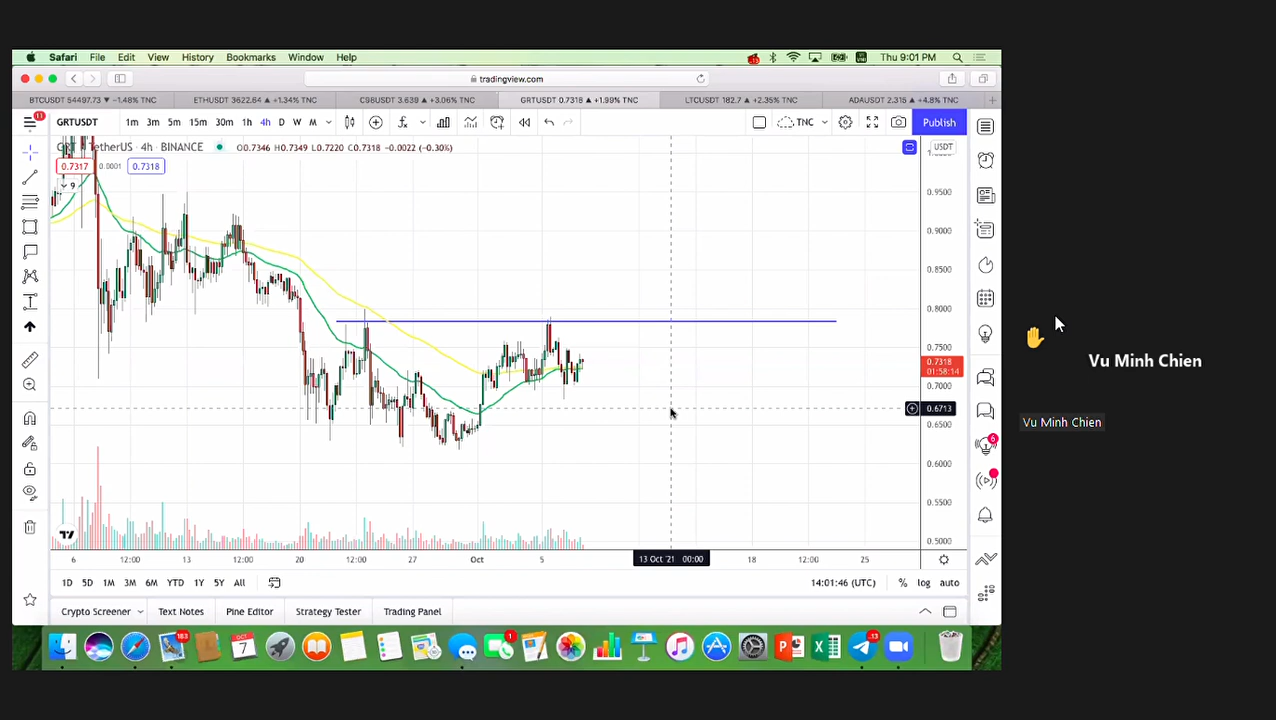 Safari File Edit View History Bookmarks Window Help Thu 9:01 PM
tradingview.com
BTCUSDT 54497.73 ▼ −1.48% TNC ETHUSDT 3622.64 ▲ +1.34% TNC C98USDT 3.639 ▲ +3.06% TNC GRTUSDT 0.7318 ▲ +1.99% TNC LTCUSDT 182.7 ▲ +2.35% TNC ADAUSDT 2.315 ▲ +4.8% TNC
11
GRTUSDT 1m 3m 5m 15m 30m 1h 4h D W M TNC Publish
TetherUS · 4h · BINANCE O0.7346 H0.7349 L0.7220 C0.7318 −0.0022 (−0.30%) USDT
0.7317 0.0001 0.7318
9
0.9500
0.9000
0.8500
0.8000
0.7500
0.7318
01:58:14
0.7000
0.6713
0.6500
0.6000
0.5500
0.5000
6 12:00 13 12:00 20 12:00 27 Oct 5 13 Oct '21 00:00 18 12:00 25
1D 5D 1M 3M 6M YTD 1Y 5Y All 14:01:46 (UTC) % log auto
Crypto Screener Text Notes Pine Editor Strategy Tester Trading Panel
183
OCT
7
1
Vu Minh Chien
Vu Minh Chien